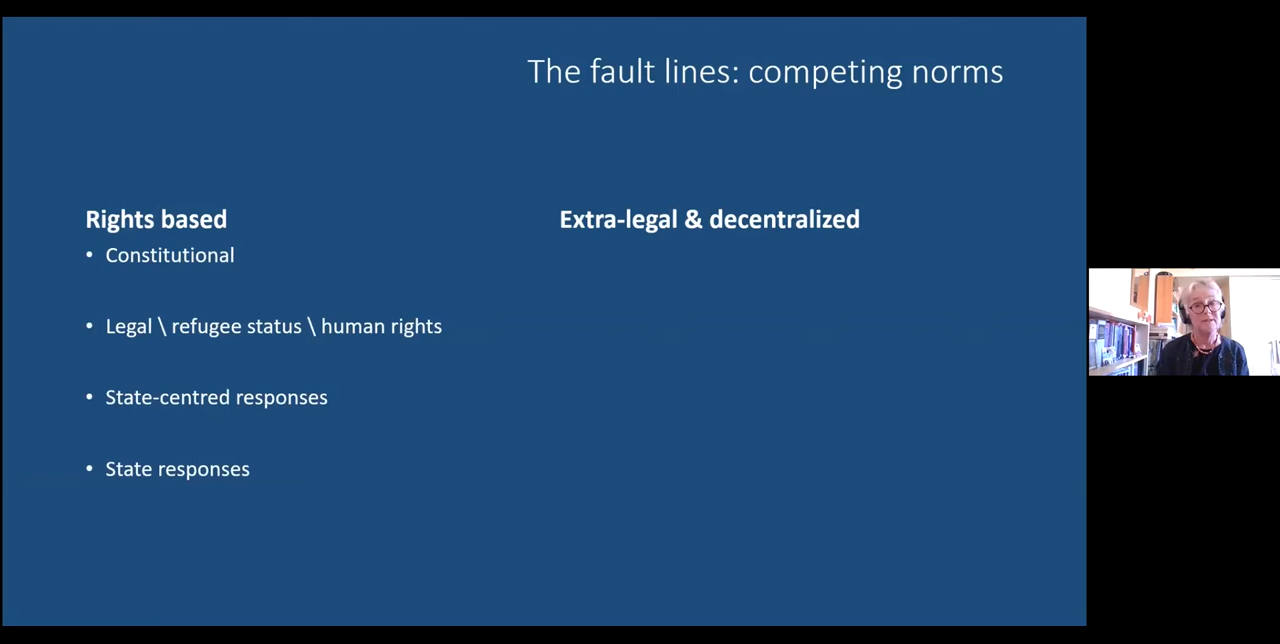 The fault lines: competing norms
Rights based
• Constitutional
• Legal \ refugee status \ human rights
• State-centred responses
• State responses
Extra-legal & decentralized